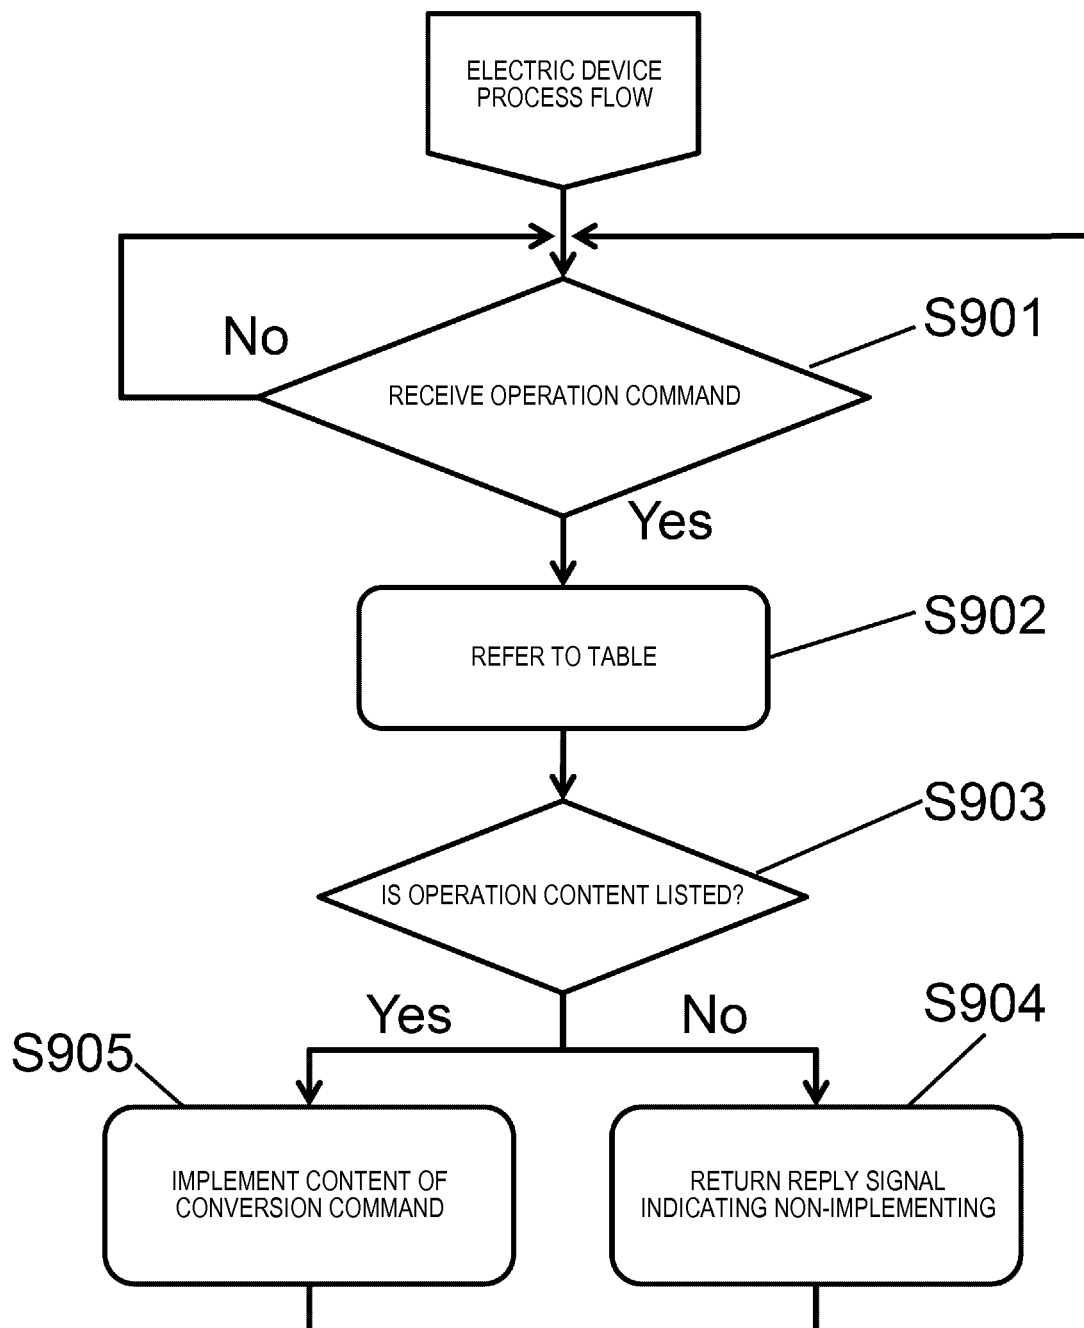 ELECTRIC DEVICE
PROCESS FLOW
S901
No
RECEIVE OPERATION COMMAND
Yes
S902
REFER TO TABLE
S903
IS OPERATION CONTENT LISTED?
Yes
No
S904
S905
IMPLEMENT CONTENT OF
CONVERSION COMMAND
RETURN REPLY SIGNAL
INDICATING NON-IMPLEMENTING